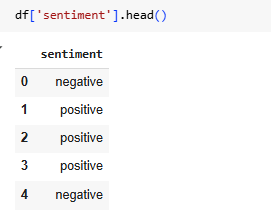 df['sentiment'].head()
sentiment
0 negative
1 positive
2 positive
3 positive
4 negative